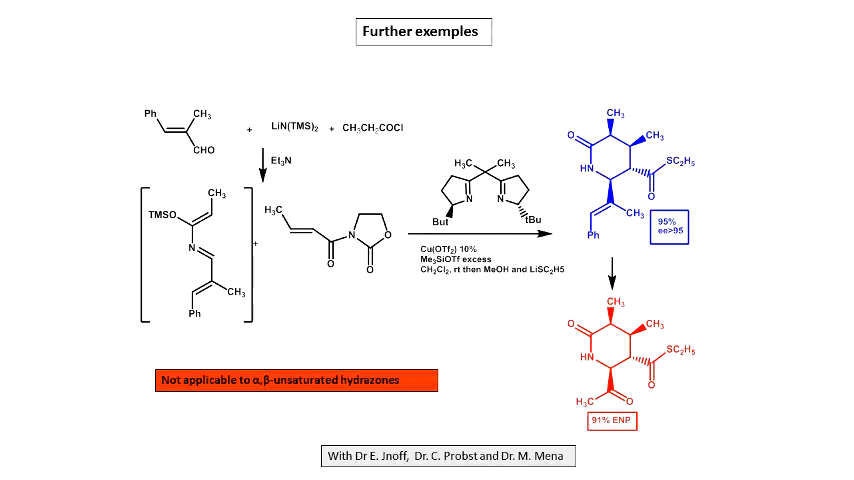 Further exemples
Ph
CH₃
CHO
+
LiN(TMS)₂
+
CH₃CH₂COCl
Et₃N
CH₃
TMSO
N
CH₃
Ph
+
H₃C
N
O
O
O
H₃C
CH₃
N
N
But
tBu
Cu(OTf₂) 10%
Me₃SiOTf excess
CH₂Cl₂, rt then MeOH and LiSC₂H5
CH₃
O
CH₃
HN
SC₂H₅
O
CH₃
Ph
95%
ee>95
CH₃
O
CH₃
HN
SC₂H₅
O
H₃C
O
91% ENP
Not applicable to α,β-unsaturated hydrazones
With Dr E. Jnoff, Dr. C. Probst and Dr. M. Mena